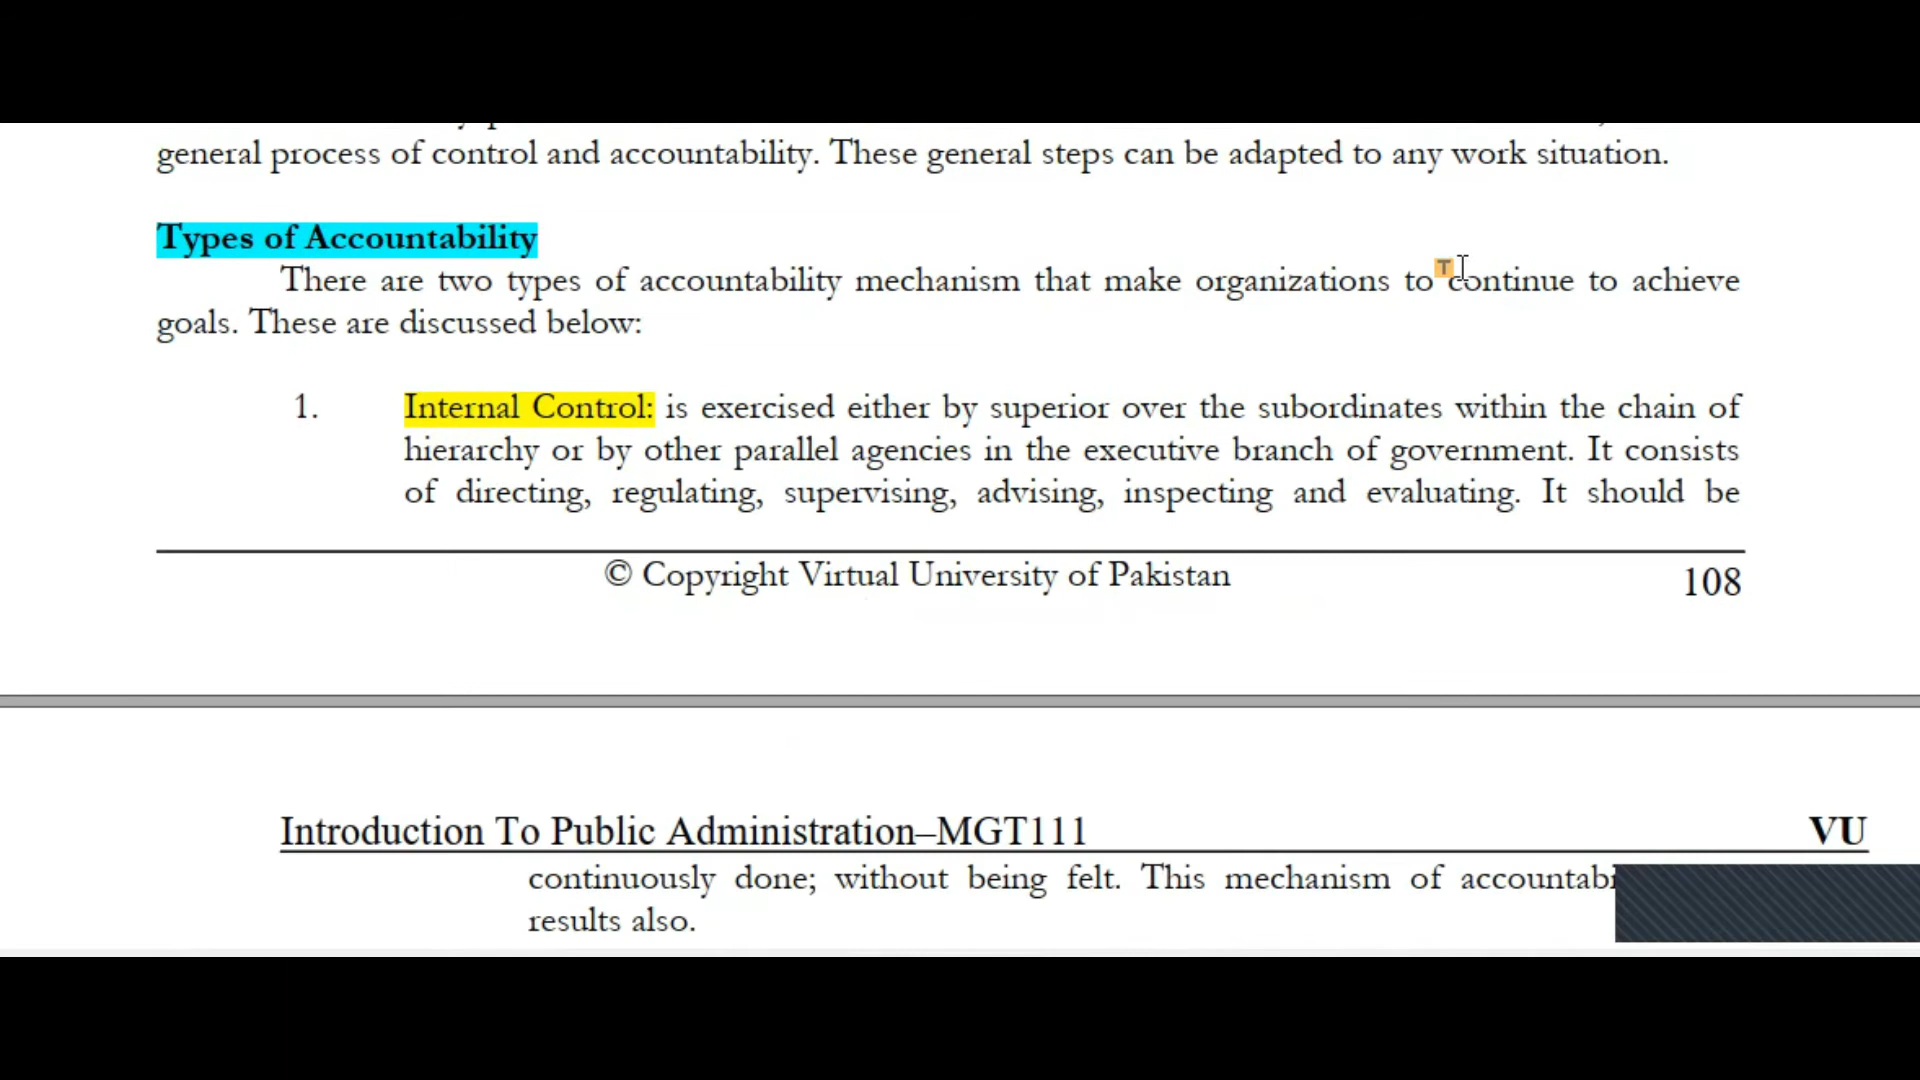 general process of control and accountability. These general steps can be adapted to any work situation.
Types of Accountability
There are two types of accountability mechanism that make organizations to continue to achieve
goals. These are discussed below:
1. Internal Control: is exercised either by superior over the subordinates within the chain of
hierarchy or by other parallel agencies in the executive branch of government. It consists
of directing, regulating, supervising, advising, inspecting and evaluating. It should be
© Copyright Virtual University of Pakistan 108
Introduction To Public Administration–MGT111 VU
continuously done; without being felt. This mechanism of
results also.